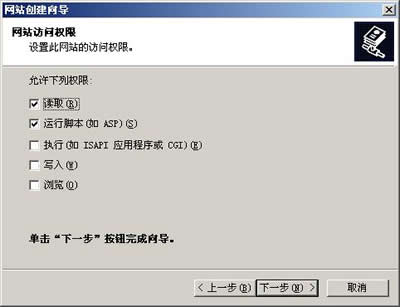 网站创建向导
网站访问权限
设置此网站的访问权限。
允许下列权限:
读取(R)
运行脚本(如 ASP)(S)
执行(如 ISAPI 应用程序或 CGI)(E)
写入(W)
浏览(O)
单击“下一步”按钮完成向导。
< 上一步(B) 下一步(N) > 取消